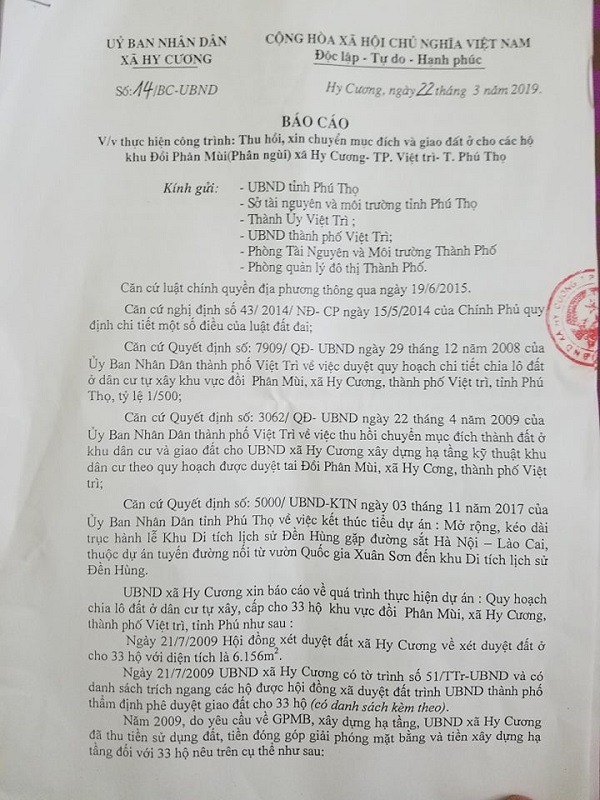 UỶ BAN NHÂN DÂN
XÃ HY CƯƠNG
CỘNG HÒA XÃ HỘI CHỦ NGHĨA VIỆT NAM
Độc lập - Tự do - Hạnh phúc
Số:14/BC-UBND
Hy Cương, ngày 22 tháng 3 năm 2019.
BÁO CÁO
V/v thực hiện công trình: Thu hồi, xin chuyển mục đích và giao đất ở cho các hộ
khu Đồi Phân Mùi(Phân ngùi) xã Hy Cương- TP. Việt trì- T. Phú Thọ
Kính gửi:
- UBND tỉnh Phú Thọ
- Sở tài nguyên và môi trường tỉnh Phú Thọ
- Thành Ủy Việt Trì ;
- UBND thành phố Việt Trì;
- Phòng Tài Nguyên và Môi trường Thành Phố
- Phòng quản lý đô thị Thành Phố.
Căn cứ luật chính quyền địa phương thông qua ngày 19/6/2015.
Căn cứ nghị định số 43/ 2014/ NĐ- CP ngày 15/5/2014 của Chính Phủ quy
định chi tiết một số điều của luật đất đai;
Căn cứ Quyết định số: 7909/ QĐ- UBND ngày 29 tháng 12 năm 2008 của
Ủy Ban Nhân Dân thành phố Việt Trì về việc duyệt quy hoạch chi tiết chia lô đất
ở dân cư tự xây khu vực đồi Phân Mùi, xã Hy Cương, thành phố Việt trì, tỉnh Phú
Thọ, tỷ lệ 1/500;
Căn cứ Quyết định số: 3062/ QĐ- UBND ngày 22 tháng 4 năm 2009 của
Ủy Ban Nhân Dân thành phố Việt Trì về việc thu hồi chuyển mục đích thành đất ở
khu dân cư và giao đất cho UBND xã Hy Cương xây dựng hạ tầng kỹ thuật khu
dân cư theo quy hoạch được duyệt tai Đồi Phân Mùi, xã Hy Cơng, thành phố Việt
trì;
Căn cứ Quyết định số: 5000/ UBND-KTN ngày 03 tháng 11 năm 2017 của
Ủy Ban Nhân Dân tỉnh Phú Thọ về việc kết thúc tiểu dự án : Mở rộng, kéo dài
trục hành lễ Khu Di tích lịch sử Đền Hùng gặp đường sắt Hà Nội – Lào Cai,
thuộc dự án tuyến đường nối từ vườn Quốc gia Xuân Sơn đến khu Di tích lịch sử
Đền Hùng.
UBND xã Hy Cương xin báo cáo về quá trình thực hiện dự án : Quy hoạch
chia lô đất ở dân cư tự xây, cấp cho 33 hộ khu vực đồi Phân Mùi, xã Hy Cương,
thành phố Việt trì, tỉnh Phú như sau :
Ngày 21/7/2009 Hội đồng xét duyệt đất xã Hy Cương về xét duyệt đất ở
cho 33 hộ với diện tích là 6.156m².
Ngày 21/7/2009 UBND xã Hy Cương có tờ trình số 51/TTr-UBND và có
danh sách trích ngang các hộ được hội đồng xã duyệt đất trình UBND thành phố
thẩm định phê duyệt giao đất cho 33 hộ (có danh sách kèm theo).
Năm 2009, do yêu cầu về GPMB, xây dựng hạ tầng, UBND xã Hy Cương
đã thu tiền sử dụng đất, tiền đóng góp giải phóng mặt bằng và tiền xây dựng hạ
tầng đối với 33 hộ nêu trên cụ thể như sau: